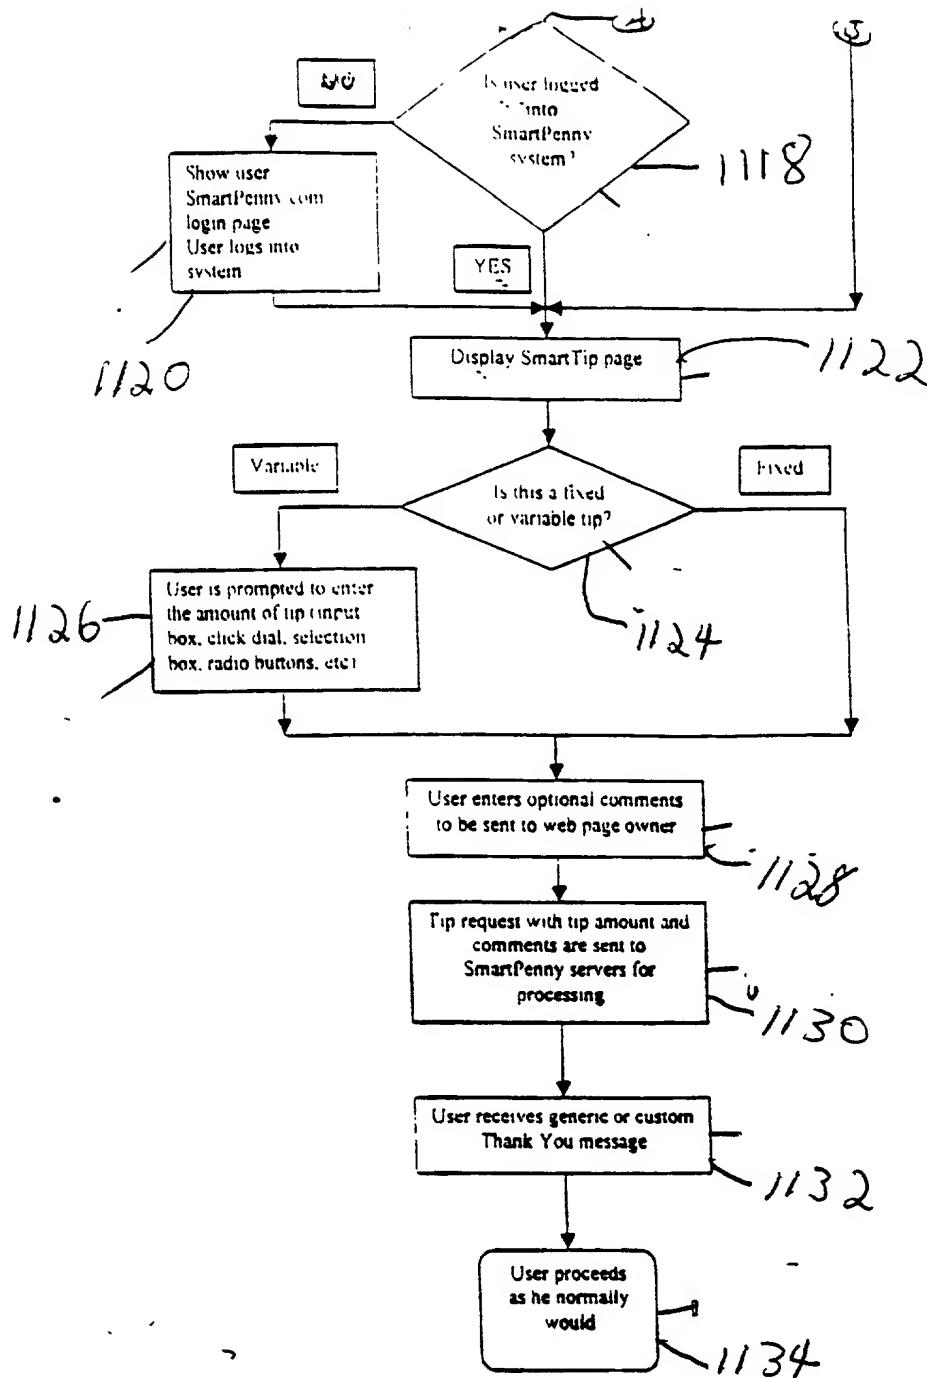 NO
Is user logged
into
SmartPenny
system?
1118
Show user
SmartPenny.com
login page
User logs into
system
1120
YES
Display SmartTip page
1122
Variable
Fixed
Is this a fixed
or variable tip?
1124
User is prompted to enter
the amount of tip (input
box, click dial, selection
box, radio buttons, etc)
1126
User enters optional comments
to be sent to web page owner
1128
Tip request with tip amount and
comments are sent to
SmartPenny servers for
processing
1130
User receives generic or custom
Thank You message
1132
User proceeds
as he normally
would
1134